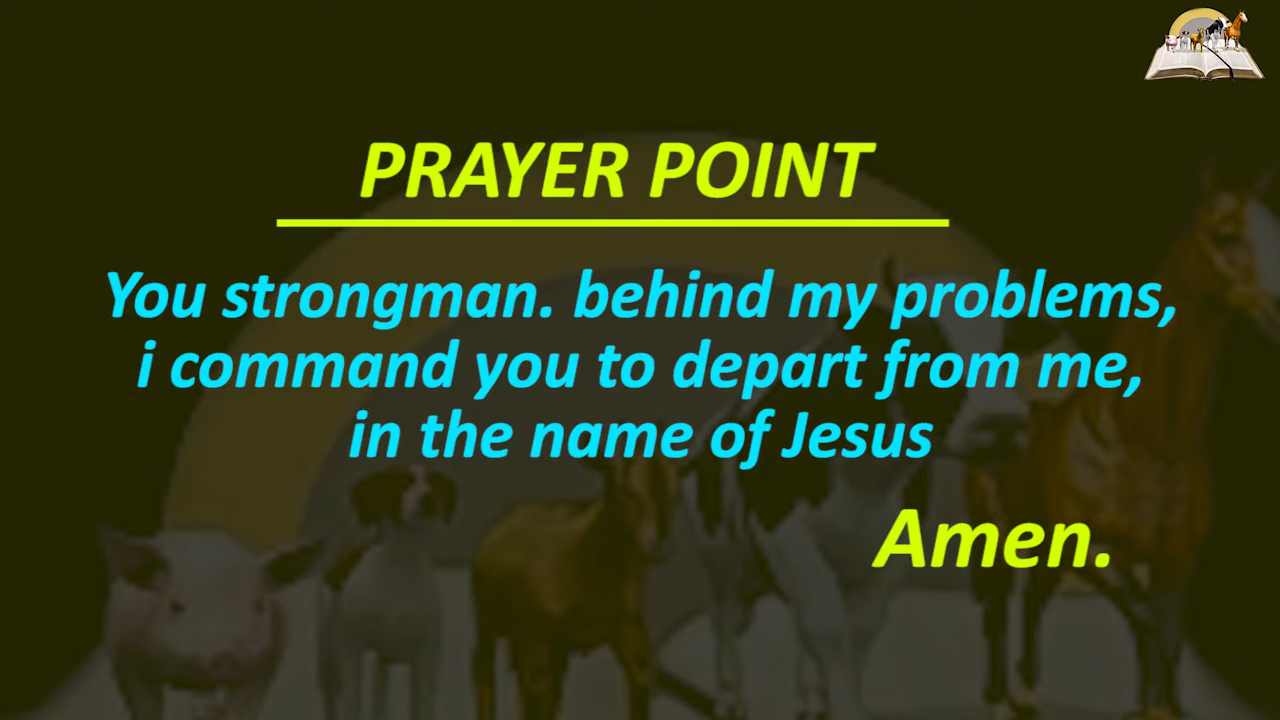 PRAYER POINT
You strongman. behind my problems,
i command you to depart from me,
in the name of Jesus
Amen.